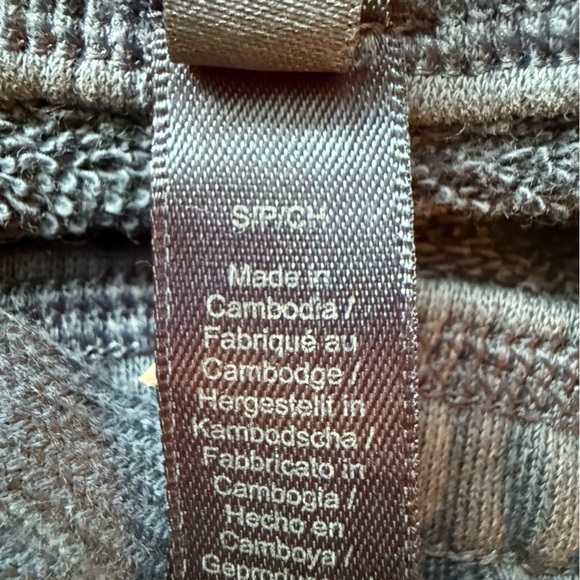 S/P/CH
Made in
Cambodia /
Fabriqué au
Cambodge /
Hergestellt in
Kambodscha /
Fabbricato in
Cambogia /
Hecho en
Camboya /